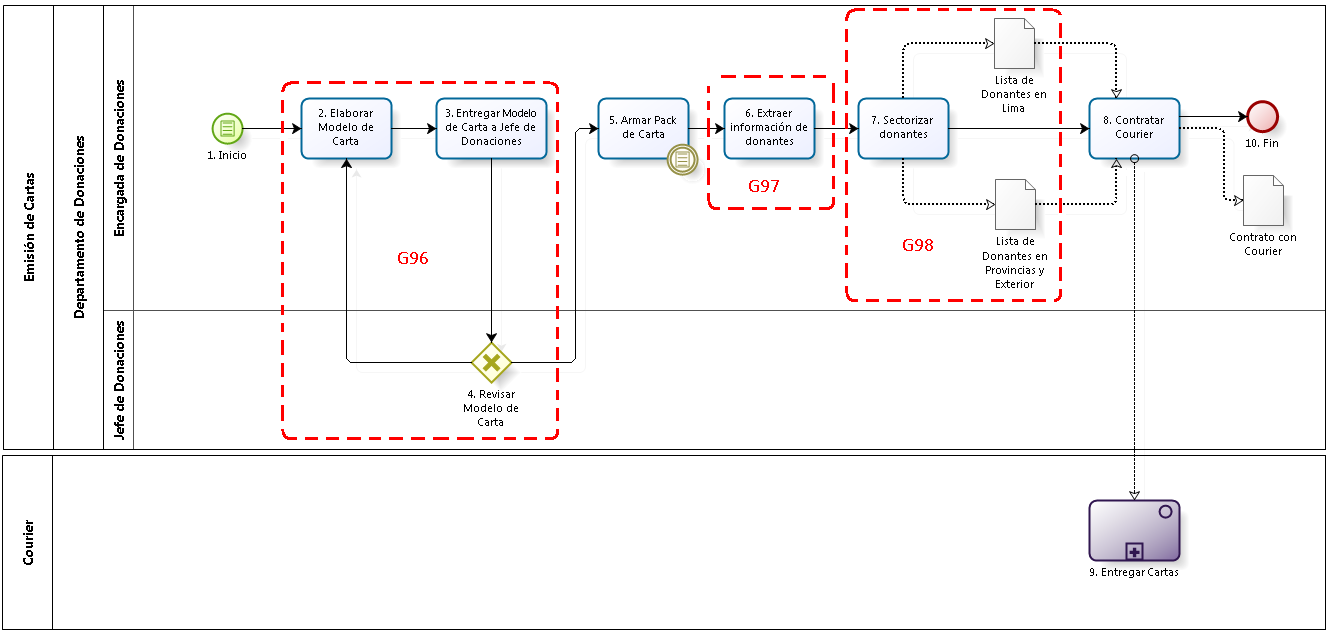 Emisión de Cartas
Departamento de Donaciones
Encargada de Donaciones
1. Inicio
2. Elaborar
Modelo de
Carta
3. Entregar Modelo
de Carta a Jefe de
Donaciones
G96
5. Armar Pack
de Carta
6. Extraer
información de
donantes
G97
7. Sectorizar
donantes
Lista de
Donantes en
Lima
G98
Lista de
Donantes en
Provincias y
Exterior
8. Contratar
Courier
10. Fin
Contrato con
Courier
Jefe de Donaciones
4. Revisar
Modelo de
Carta
Courier
9. Entregar Cartas